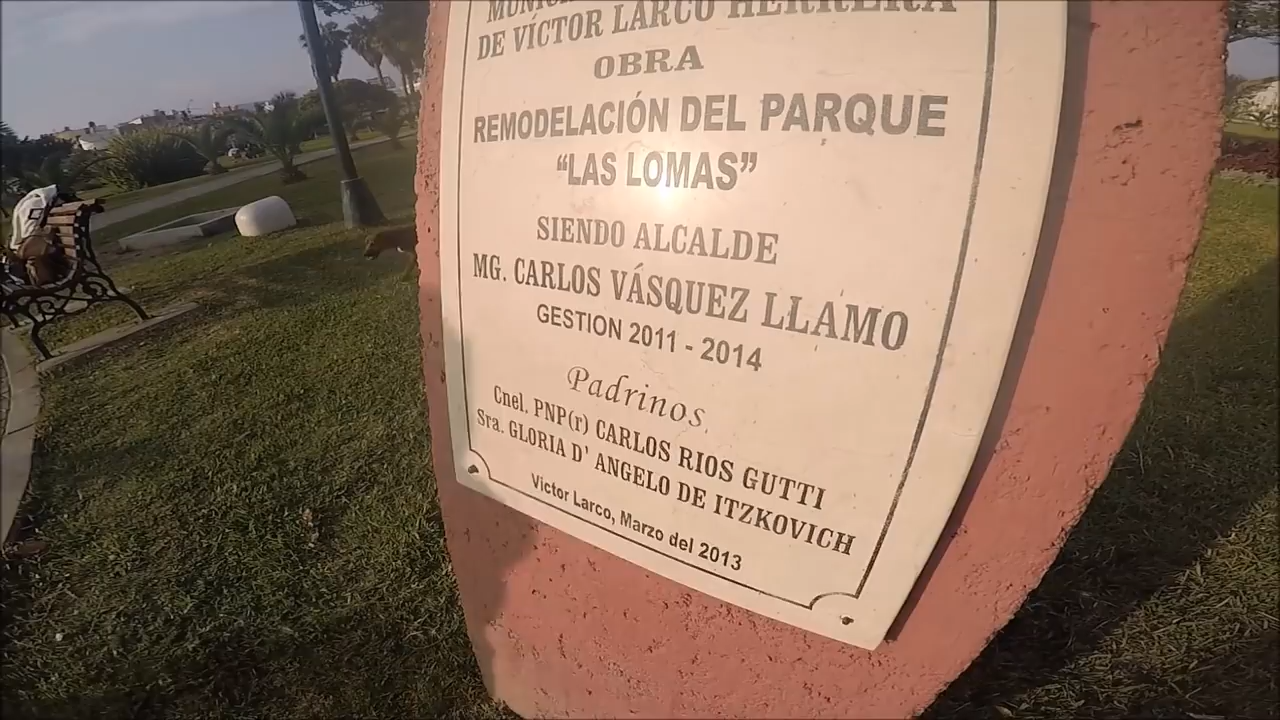 DE VÍCTOR LARCO HERRERA
OBRA
REMODELACIÓN DEL PARQUE
“LAS LOMAS”
SIENDO ALCALDE
MG. CARLOS VÁSQUEZ LLAMO
GESTION 2011 - 2014
Padrinos
Cnel. PNP(r) CARLOS RIOS GUTTI
Sra. GLORIA D' ANGELO DE ITZKOVICH
Victor Larco, Marzo del 2013